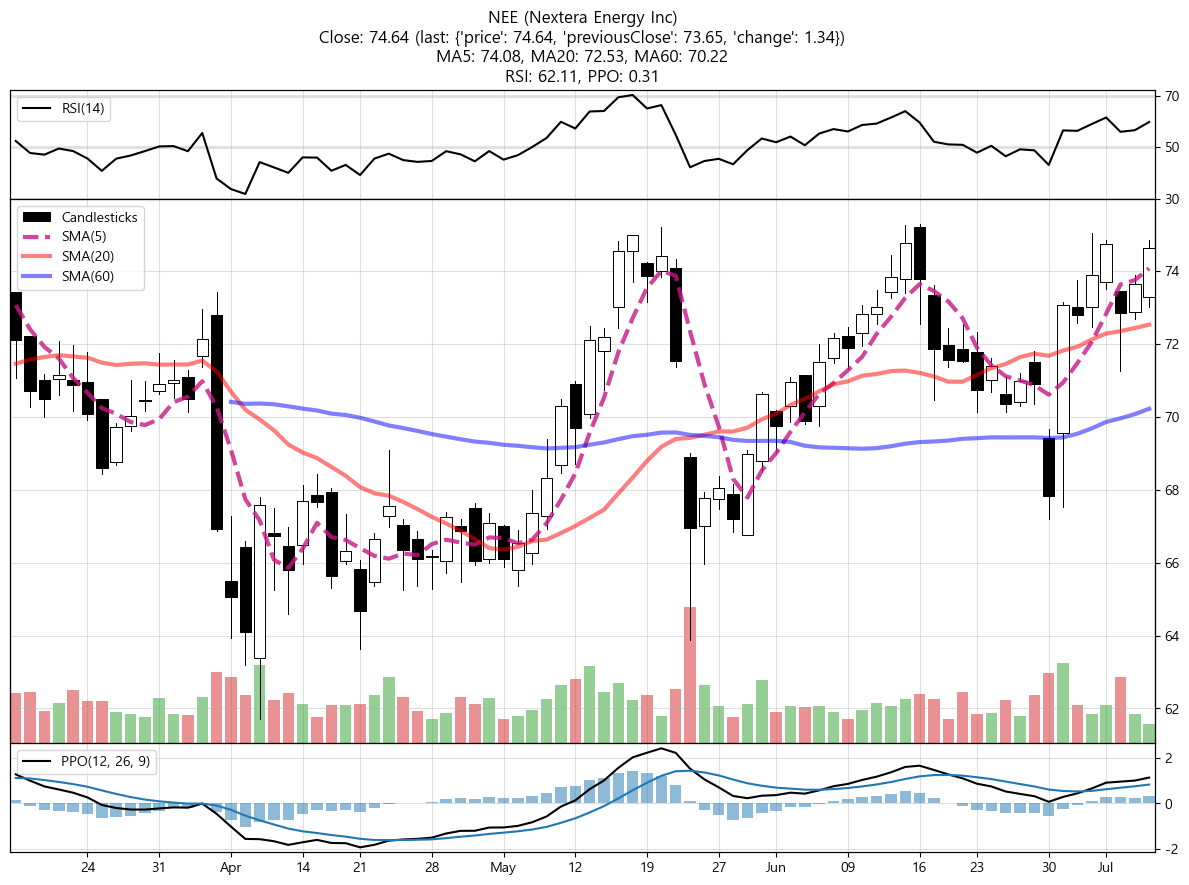 NEE (Nextera Energy Inc)
Close: 74.64 (last: {'price': 74.64, 'previousClose': 73.65, 'change': 1.34})
MA5: 74.08, MA20: 72.53, MA60: 70.22
RSI: 62.11, PPO: 0.31
RSI(14)
70
50
30
Candlesticks
SMA(5)
SMA(20)
SMA(60)
74
72
70
68
66
64
62
PPO(12, 26, 9)
2
0
-2
24
31
Apr
14
21
28
May
12
19
27
Jun
09
16
23
30
Jul